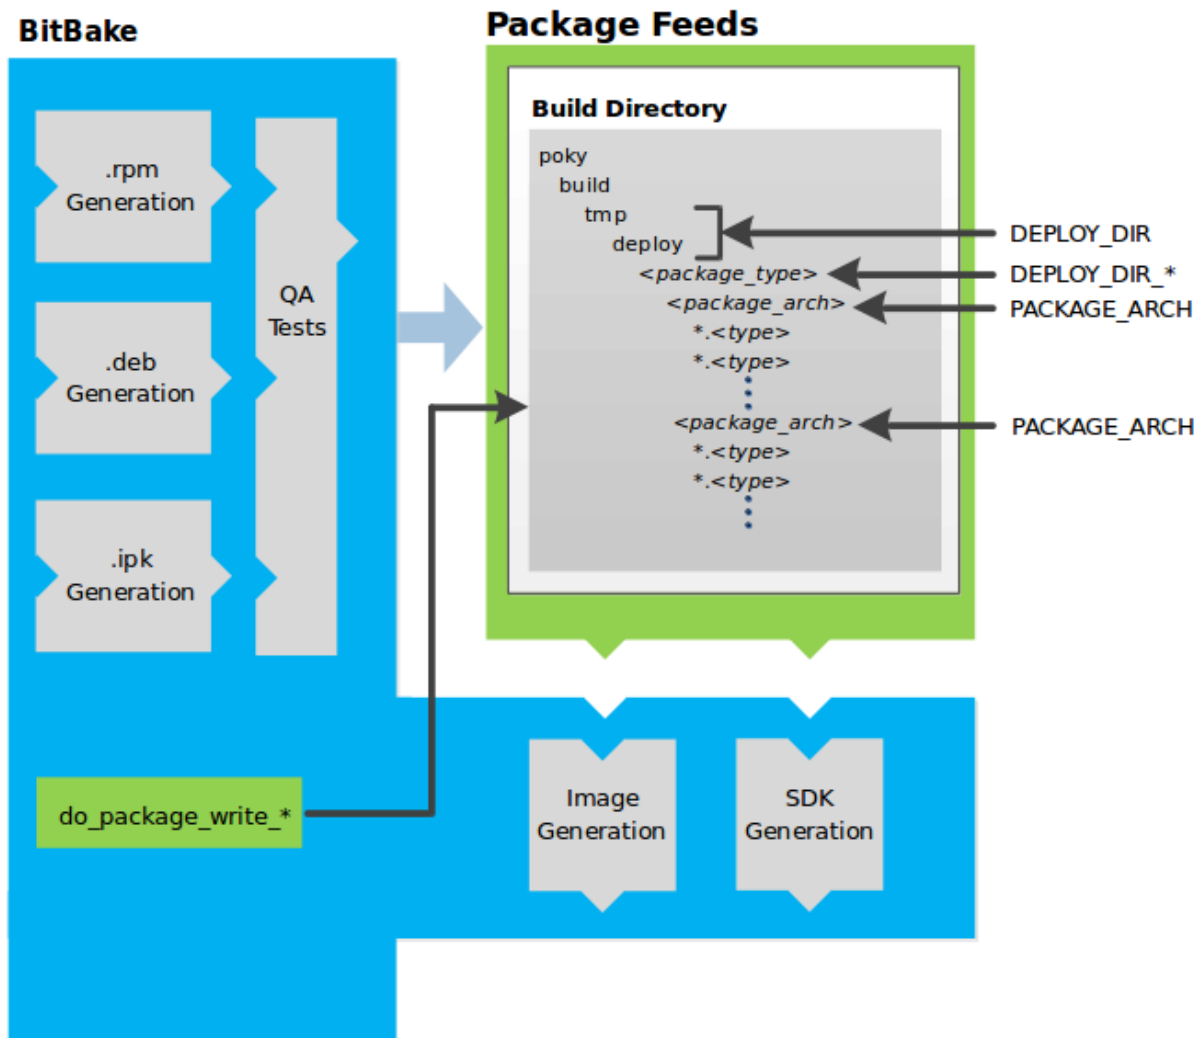 BitBake
Package Feeds
.rpm
Generation
.deb
Generation
.ipk
Generation
QA
Tests
do_package_write_*
Build Directory
poky
build
tmp
deploy
<package_type>
<package_arch>
*.<type>
*.<type>
<package_arch>
*.<type>
*.<type>
DEPLOY_DIR
DEPLOY_DIR_*
PACKAGE_ARCH
PACKAGE_ARCH
Image
Generation
SDK
Generation